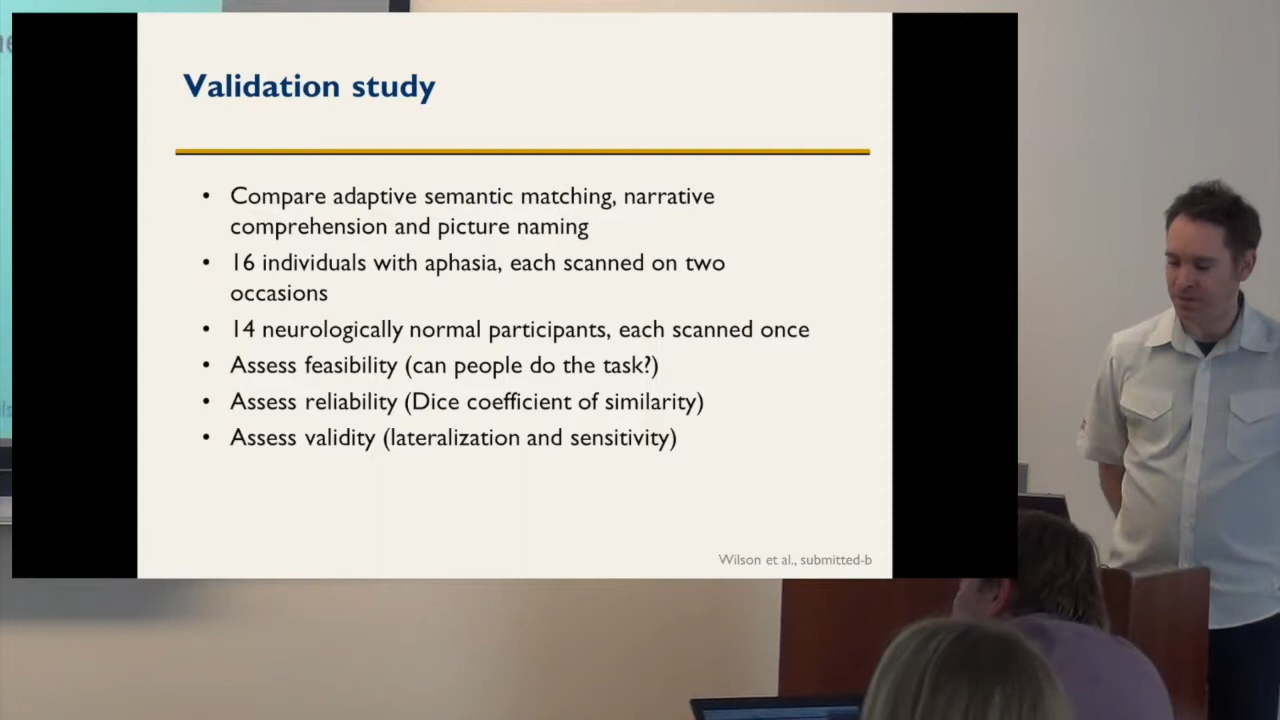 Validation study
• Compare adaptive semantic matching, narrative
comprehension and picture naming
• 16 individuals with aphasia, each scanned on two
occasions
• 14 neurologically normal participants, each scanned once
• Assess feasibility (can people do the task?)
• Assess reliability (Dice coefficient of similarity)
• Assess validity (lateralization and sensitivity)
Wilson et al., submitted-b